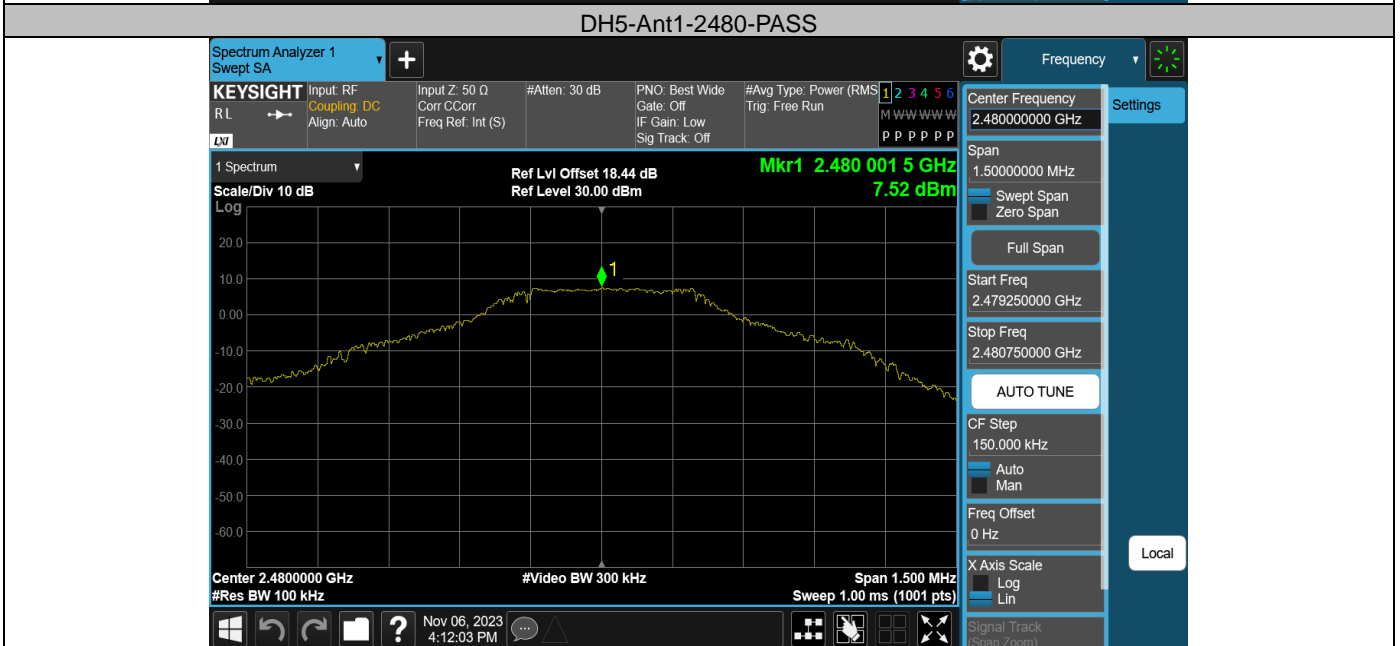 DH5-Ant1-2480-PASS
Spectrum Analyzer 1
Swept SA
Frequency
KEYSIGHT
RL
LXI
Input: RF
Coupling: DC
Align: Auto
Input Z: 50 Ω
Corr CCorr
Freq Ref: Int (S)
#Atten: 30 dB
PNO: Best Wide
Gate: Off
IF Gain: Low
Sig Track: Off
#Avg Type: Power (RMS
Trig: Free Run
1 2 3 4 5 6
M W W W W W
P P P P P P
1 Spectrum
Scale/Div 10 dB
Ref Lvl Offset 18.44 dB
Ref Level 30.00 dBm
Mkr1 2.480 001 5 GHz
7.52 dBm
Log
20.0
10.0
0.00
-10.0
-20.0
-30.0
-40.0
-50.0
-60.0
1
Center 2.4800000 GHz
#Res BW 100 kHz
#Video BW 300 kHz
Span 1.500 MHz
Sweep 1.00 ms (1001 pts)
Center Frequency
2.480000000 GHz
Settings
Span
1.50000000 MHz
Swept Span
Zero Span
Full Span
Start Freq
2.479250000 GHz
Stop Freq
2.480750000 GHz
AUTO TUNE
CF Step
150.000 kHz
Auto
Man
Freq Offset
0 Hz
X Axis Scale
Log
Lin
Local
Signal Track
(Span Zoom)
?
Nov 06, 2023
4:12:03 PM